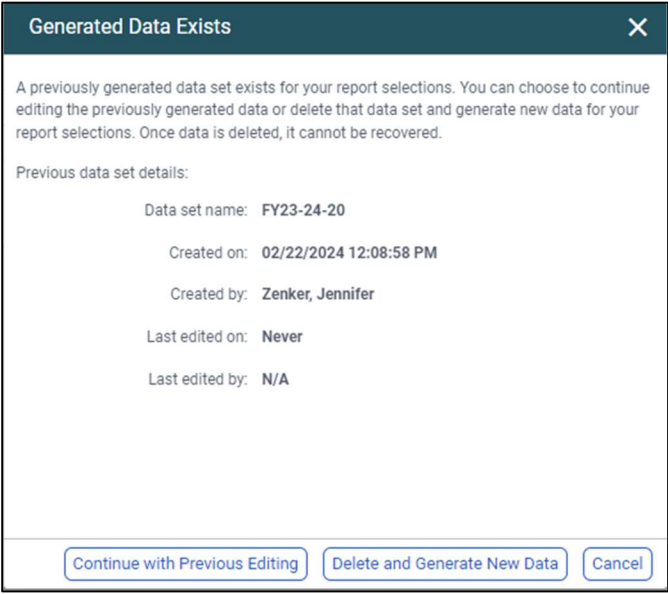 Generated Data Exists
A previously generated data set exists for your report selections. You can choose to continue
editing the previously generated data or delete that data set and generate new data for your
report selections. Once data is deleted, it cannot be recovered.
Previous data set details:
Data set name: FY23-24-20
Created on: 02/22/2024 12:08:58 PM
Created by: Zenker, Jennifer
Last edited on: Never
Last edited by: N/A
Continue with Previous Editing Delete and Generate New Data Cancel